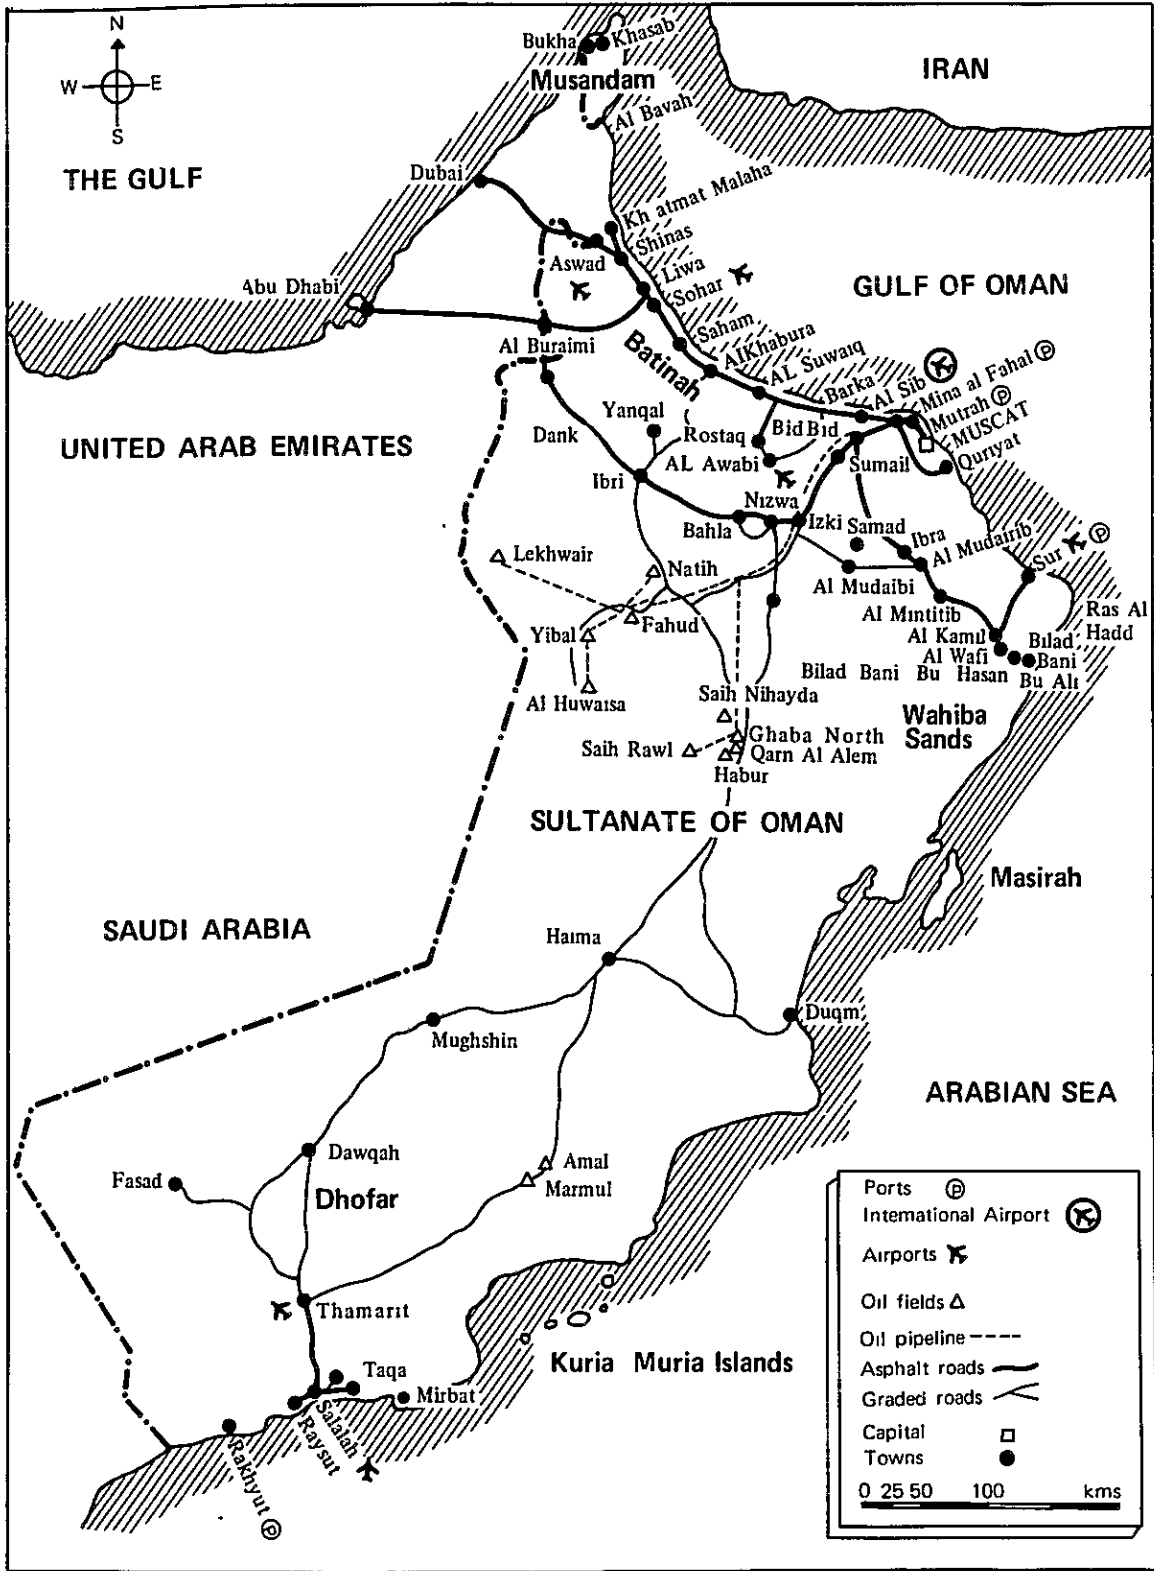 N
W
E
S
Bukha
Khasab
Musandam
IRAN
Al Bavah
THE GULF
Dubai
Kh atmat Malaha
Shinas
Aswad
Liwa
Sohar
Abu Dhabi
GULF OF OMAN
Saham
Al Buraimi
Batinah
AlKhabura
AL Suwaiq
Barka
Al Sib
Mina al Fahal P
Mutrah P
MUSCAT
Quriyat
UNITED ARAB EMIRATES
Yanqal
Dank
Rostaq
Bid Bid
AL Awabi
Sumail
Ibri
Nizwa
Bahla
Izki
Samad
Ibra
Al Mudairib
Sur P
Lekhwair
Natih
Al Mudaibi
Al Mintitib
Ras Al
Hadd
Yibal
Fahud
Al Kamil
Al Wafi
Bilad
Bani
Bu Ali
Bilad Bani Bu Hasan
Al Huwaisa
Saih Nihayda
Wahiba
Sands
Saih Rawl
Ghaba North
Qarn Al Alem
Habur
SULTANATE OF OMAN
Masirah
SAUDI ARABIA
Haima
Duqm
Mughshin
ARABIAN SEA
Dawqah
Amal
Marmul
Fasad
Dhofar
Thamarit
Kuria Muria Islands
Taqa
Mirbat
Salalah
Raysut
Rakhyut P
Ports P
International Airport
Airports
Oil fields
Oil pipeline
Asphalt roads
Graded roads
Capital
Towns
0 25 50 100 kms